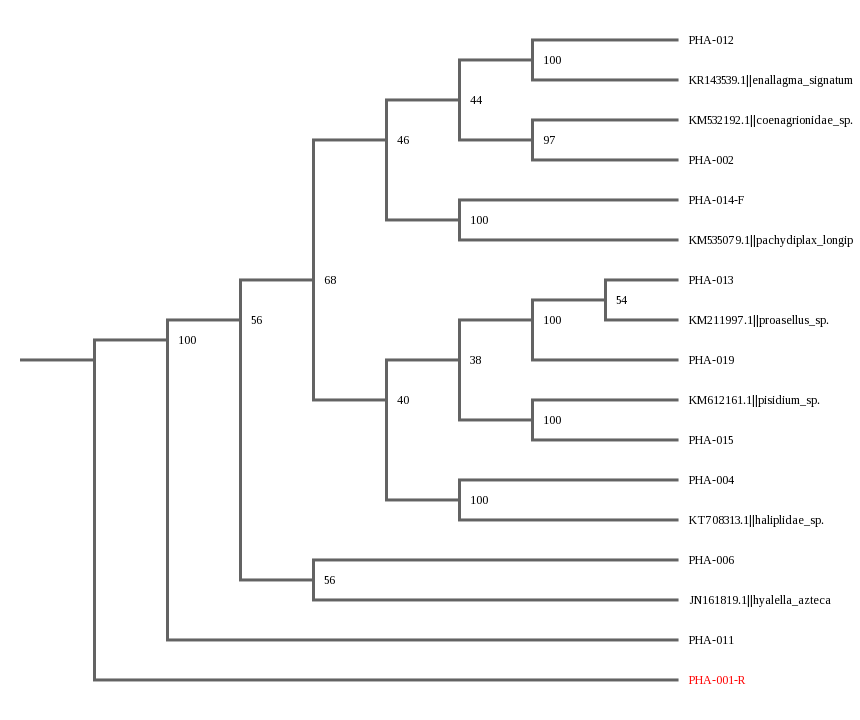 PHA-012
100
KR143539.1||enallagma_signatum
44
KM532192.1||coenagrionidae_sp.
46
97
PHA-002
PHA-014-F
100
KM535079.1||pachydiplax_longip
68
PHA-013
54
56
100
KM211997.1||proasellus_sp.
100
38
PHA-019
40
KM612161.1||pisidium_sp.
100
PHA-015
PHA-004
100
KT708313.1||haliplidae_sp.
PHA-006
56
JN161819.1||hyalella_azteca
PHA-011
PHA-001-R